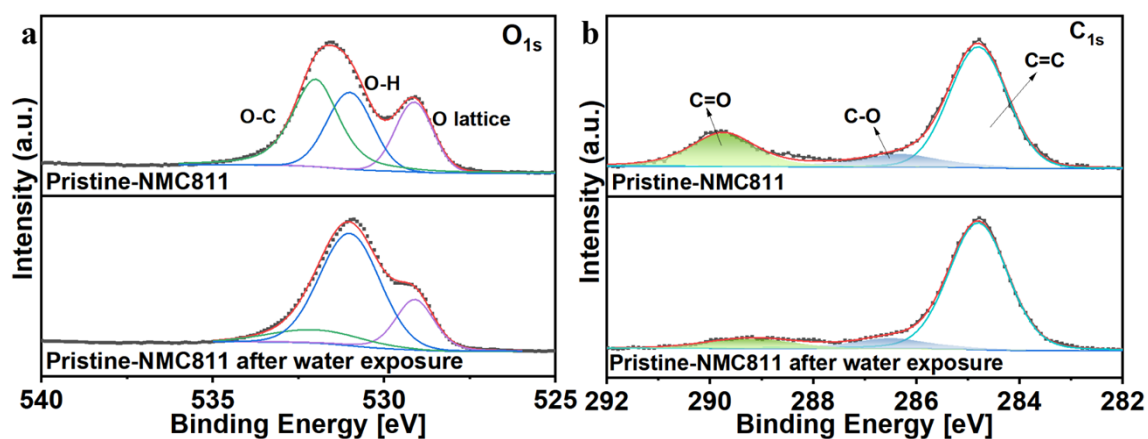 a
O1s
O-C
O-H
O lattice
Pristine-NMC811
Pristine-NMC811 after water exposure
Intensity (a.u.)
540 535 530 525
Binding Energy [eV]
b
C1s
C=C
C=O
C-O
Pristine-NMC811
Pristine-NMC811 after water exposure
Intensity (a.u.)
292 290 288 286 284 282
Binding Energy [eV]